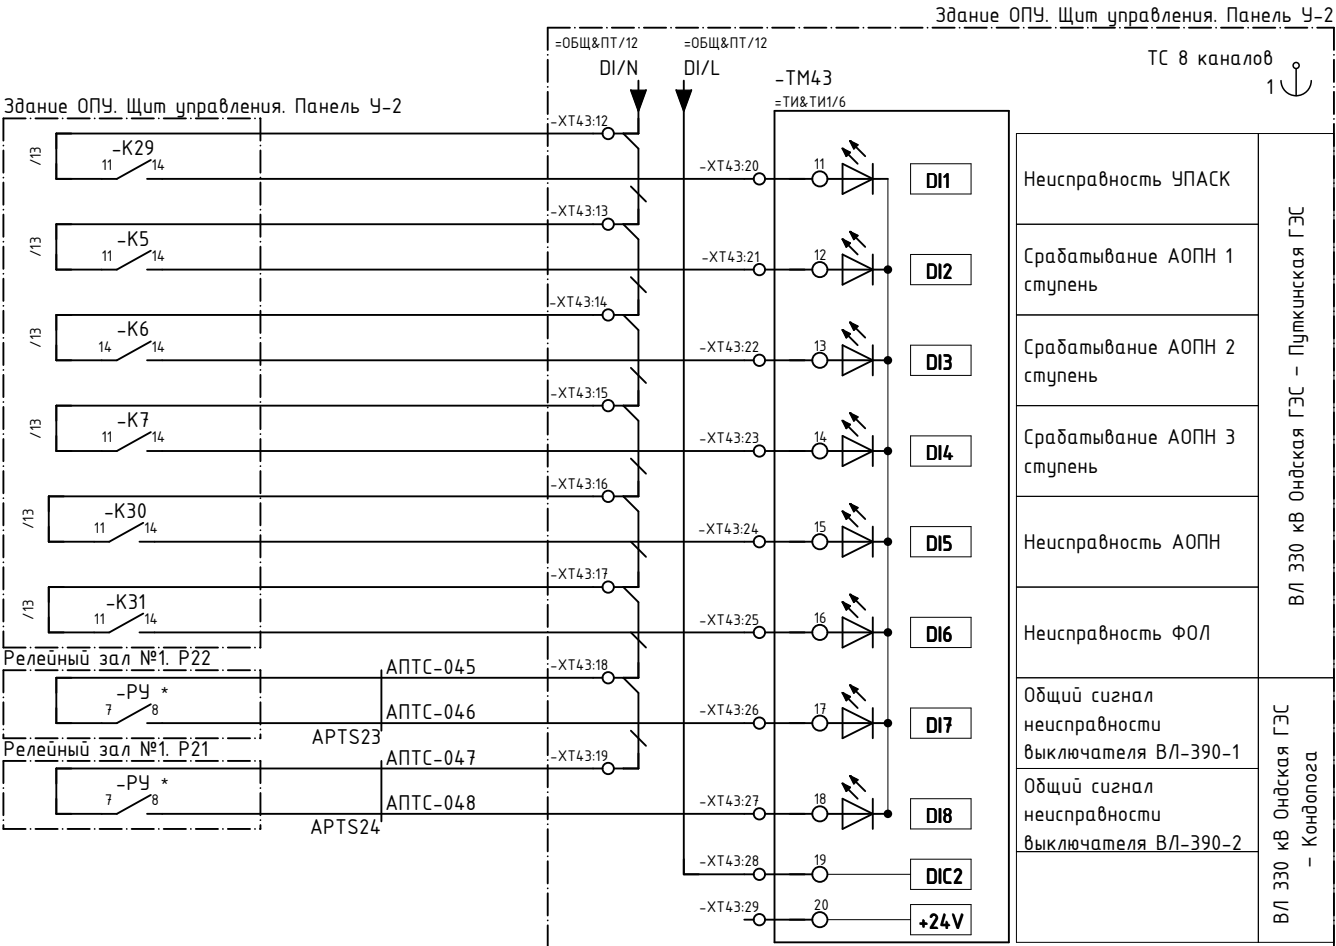 Здание ОПУ. Щит управления. Панель У-2
=ОБЩ&ПТ/12
=ОБЩ&ПТ/12
DI/N
DI/L
ТС 8 каналов
1
-TM43
=ТИ&ТИ1/6
Здание ОПУ. Щит управления. Панель У-2
-XT43:12
/13
-K29
11
14
-XT43:20
11
DI1
Неисправность УПАСК
-XT43:13
/13
-K5
11
14
-XT43:21
12
DI2
Срабатывание АОПН 1
ступень
-XT43:14
/13
-K6
14
14
-XT43:22
13
DI3
Срабатывание АОПН 2
ступень
-XT43:15
/13
-K7
11
14
-XT43:23
14
DI4
Срабатывание АОПН 3
ступень
-XT43:16
/13
-K30
11
14
-XT43:24
15
DI5
Неисправность АОПН
-XT43:17
/13
-K31
11
14
-XT43:25
16
DI6
Неисправность ФОЛ
ВЛ 330 кВ Ондская ГЭС - Путкинская ГЭС
Релейный зал №1. Р22
АПТС-045
-XT43:18
-РУ *
7
8
АПТС-046
APTS23
-XT43:26
17
DI7
Общий сигнал
неисправности
выключателя ВЛ-390-1
Релейный зал №1. Р21
АПТС-047
-XT43:19
-РУ *
7
8
АПТС-048
APTS24
-XT43:27
18
DI8
Общий сигнал
неисправности
выключателя ВЛ-390-2
-XT43:28
19
DIC2
-XT43:29
20
+24V
ВЛ 330 кВ Ондская ГЭС
- Кондопога